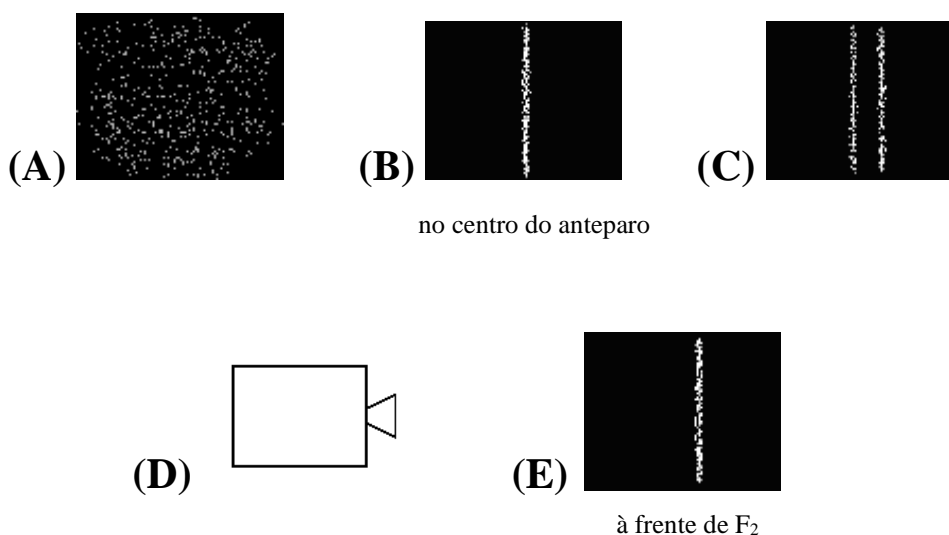 (A)
(B)
(C)
no centro do anteparo
(D)
(E)
à frente de F₂